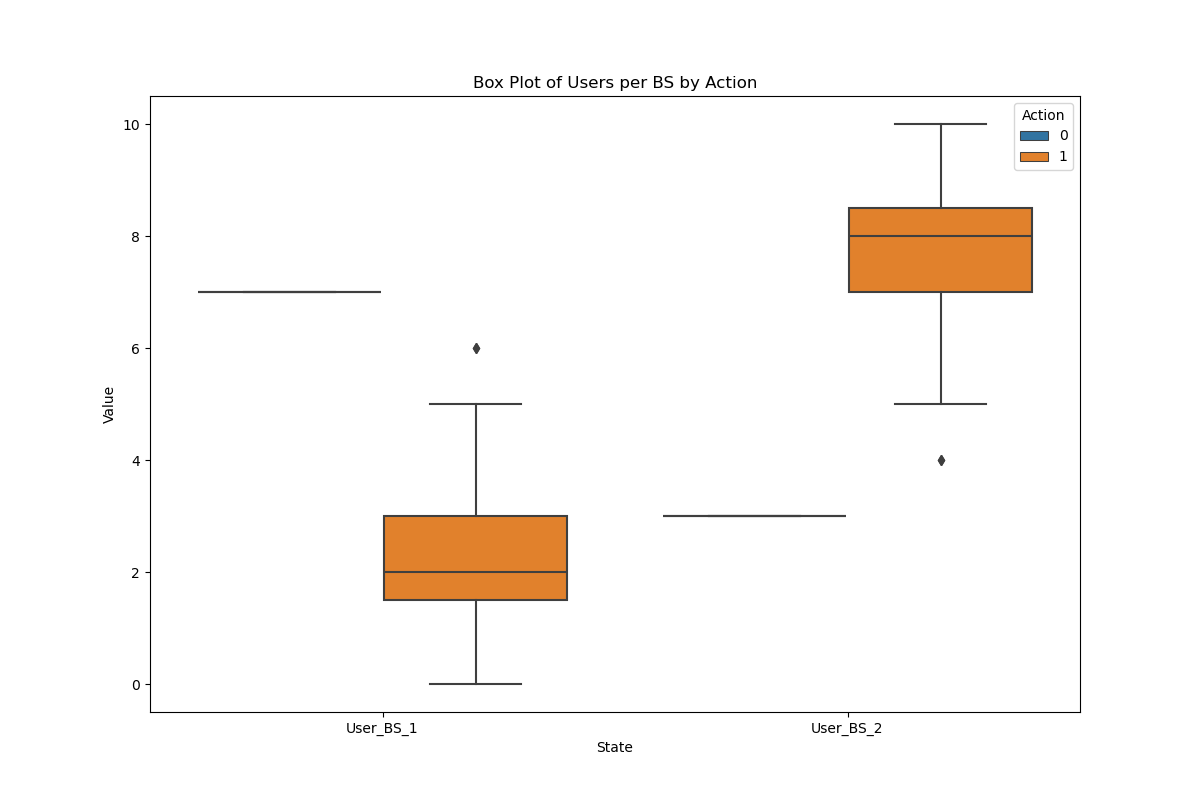 Box Plot of Users per BS by Action
Action
0
1
10
8
6
4
2
0
Value
User_BS_1
User_BS_2
State